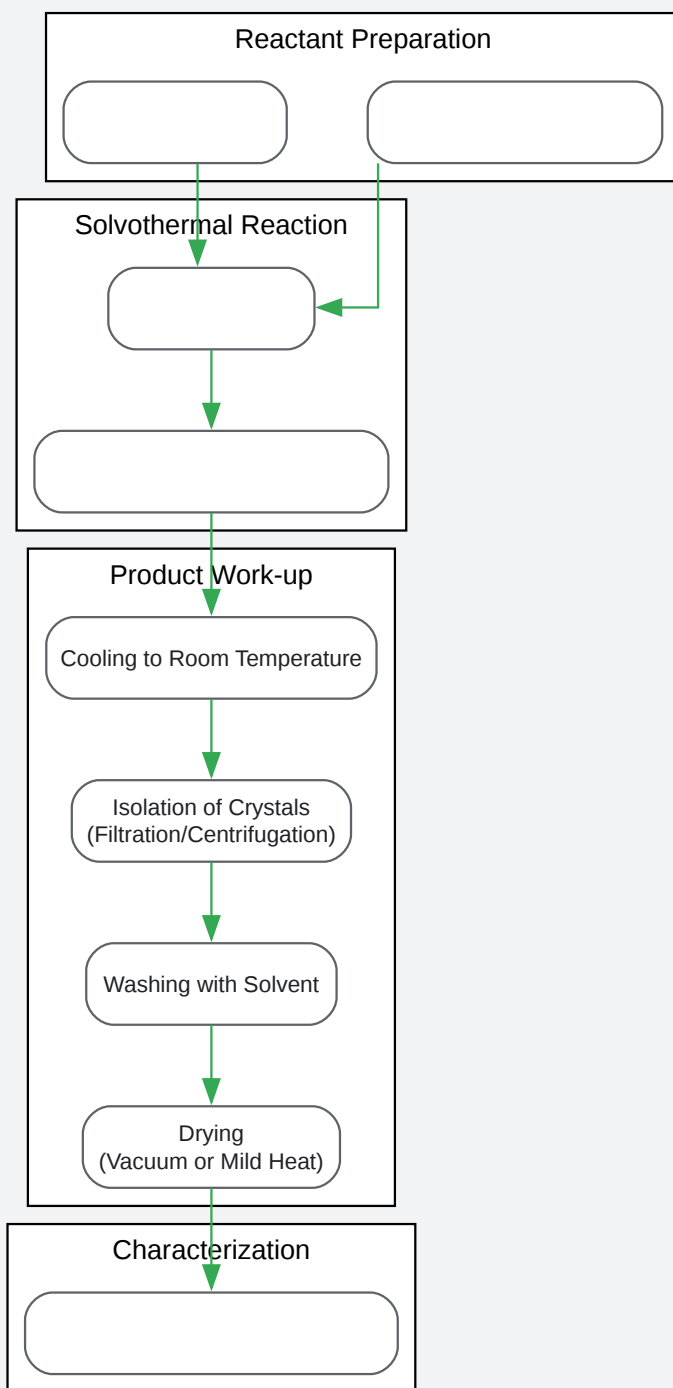 Reactant Preparation
Solvothermal Reaction
Product Work-up
Cooling to Room Temperature
Isolation of Crystals
(Filtration/Centrifugation)
Washing with Solvent
Drying
(Vacuum or Mild Heat)
Characterization